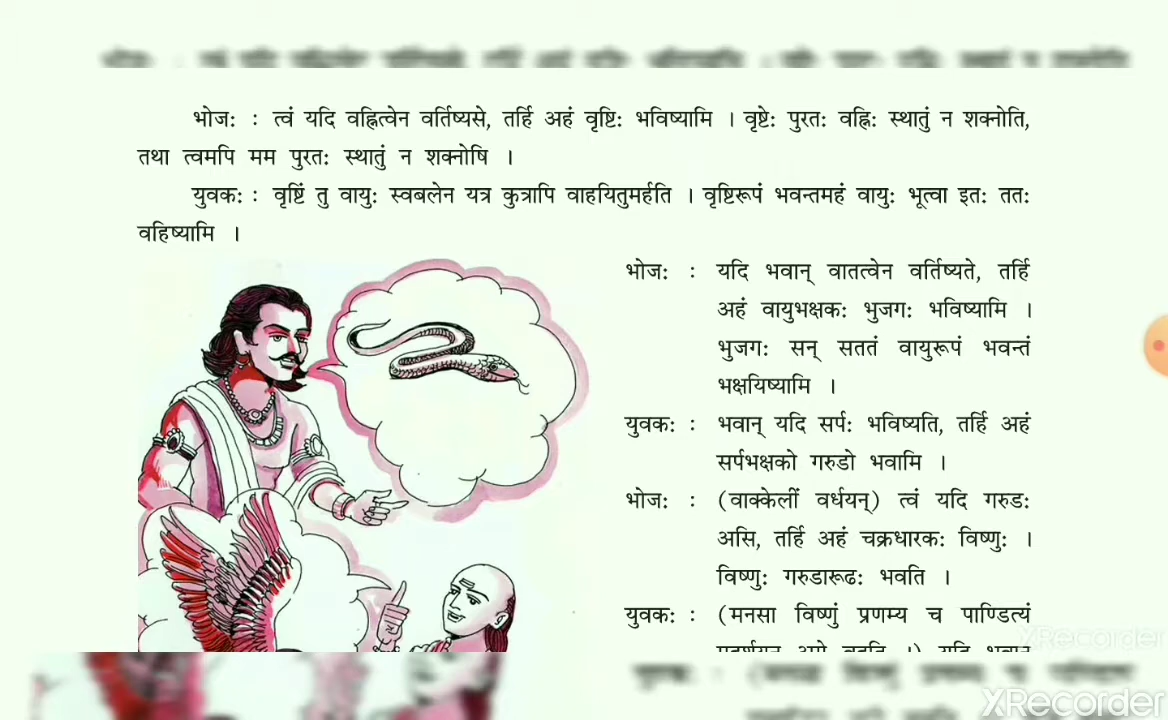 भोजः : त्वं यदि वह्नित्वेन वर्तिष्यसे, तर्हि अहं वृष्टिः भविष्यामि । वृष्टेः पुरतः वह्निः स्थातुं न शक्नोति,
तथा त्वमपि मम पुरतः स्थातुं न शक्नोषि ।
युवकः : वृष्टिं तु वायुः स्वबलेन यत्र कुत्रापि वाहयितुमर्हति । वृष्टिरूपं भवन्तमहं वायुः भूत्वा इतः ततः
वहिष्यामि ।
भोजः : यदि भवान् वातत्वेन वर्तिष्यते, तर्हि
अहं वायुभक्षकः भुजगः भविष्यामि ।
भुजगः सन् सततं वायुरूपं भवन्तं
भक्षयिष्यामि ।
युवकः : भवान् यदि सर्पः भविष्यति, तर्हि अहं
सर्पभक्षको गरुडो भवामि ।
भोजः : (वाक्केलीं वर्धयन्) त्वं यदि गरुडः
असि, तर्हि अहं चक्रधारकः विष्णुः ।
विष्णुः गरुडारूढः भवति ।
युवकः : (मनसा विष्णुं प्रणम्य च पाण्डित्यं
XRecorder
XRecorder